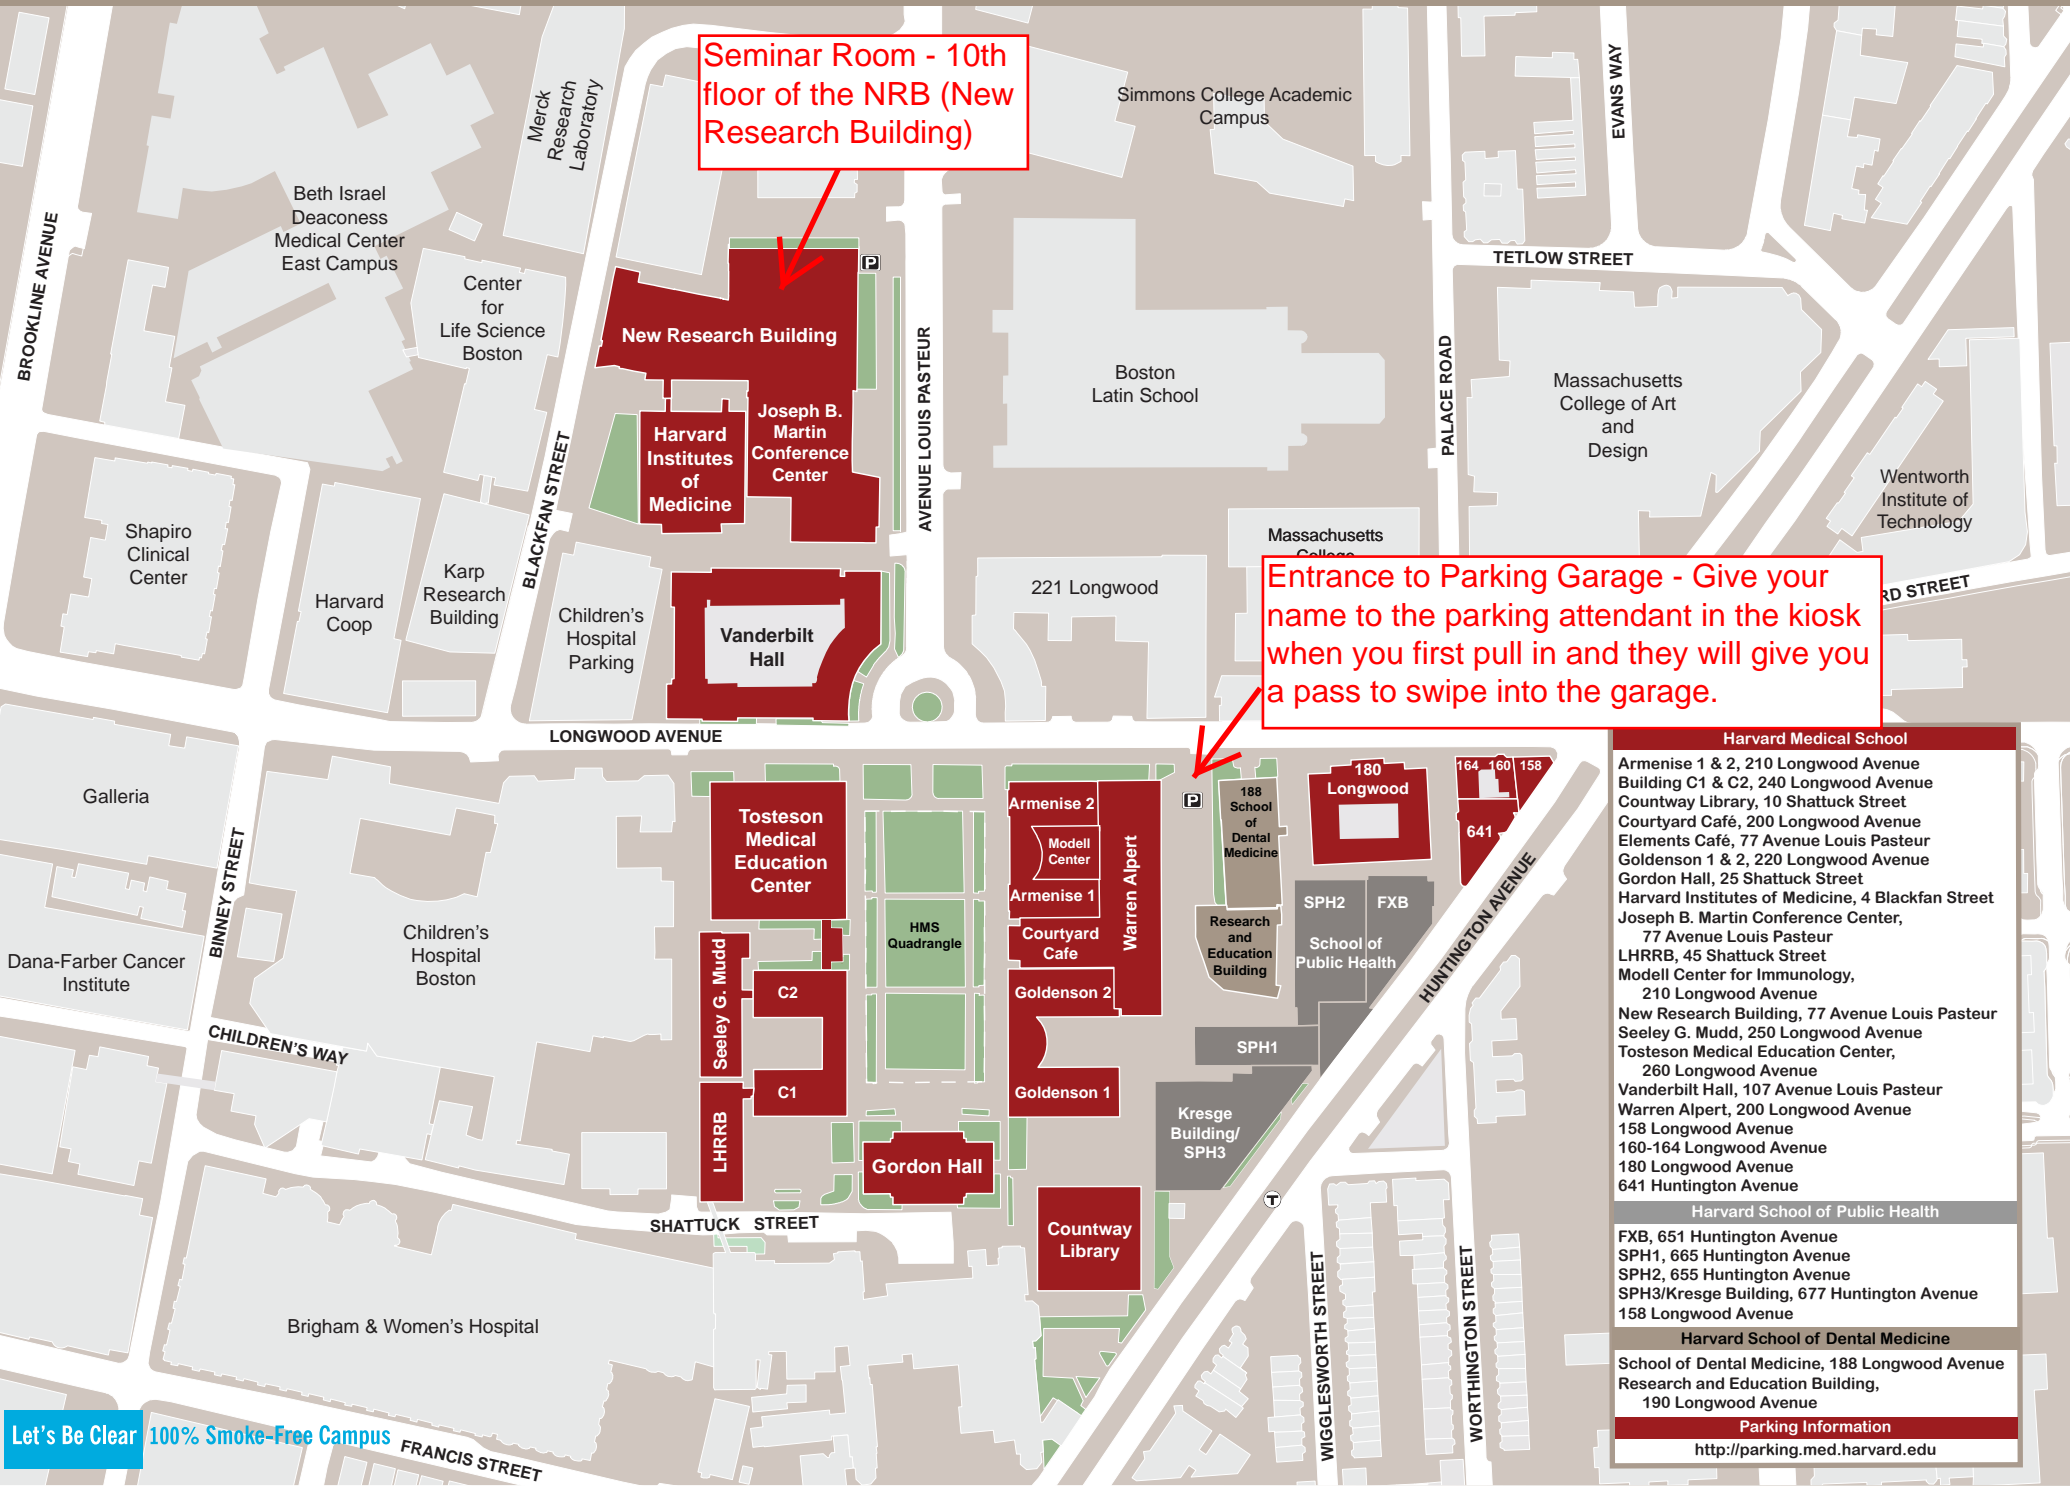 Seminar Room - 10th
floor of the NRB (New
Research Building)
Merck
Research
Laboratory
Simmons College Academic
Campus
EVANS WAY
Beth Israel
Deaconess
Medical Center
East Campus
BROOKLINE AVENUE
Center
for
Life Science
Boston
P
TETLOW STREET
New Research Building
AVENUE LOUIS PASTEUR
Boston
Latin School
PALACE ROAD
Massachusetts
College of Art
and
Design
Joseph B.
Martin
Conference
Center
Harvard
Institutes
of
Medicine
BLACKFAN STREET
Wentworth
Institute of
Technology
Shapiro
Clinical
Center
Massachusetts
College
Harvard
Coop
Karp
Research
Building
Children's
Hospital
Parking
Vanderbilt
Hall
221 Longwood
Entrance to Parking Garage - Give your
name to the parking attendant in the kiosk
when you first pull in and they will give you
a pass to swipe into the garage.
RD STREET
LONGWOOD AVENUE
Galleria
Tosteson
Medical
Education
Center
Armenise 2
Modell
Center
Armenise 1
Courtyard
Cafe
Warren Alpert
P
188
School
of
Dental
Medicine
180
Longwood
164 160 158
641
BINNEY STREET
HMS
Quadrangle
Research
and
Education
Building
SPH2
FXB
School of
Public Health
HUNTINGTON AVENUE
Children's
Hospital
Boston
Dana-Farber Cancer
Institute
Seeley G. Mudd
C2
Goldenson 2
CHILDREN'S WAY
SPH1
C1
Goldenson 1
LHRRB
Kresge
Building/
SPH3
Gordon Hall
T
SHATTUCK STREET
Countway
Library
Brigham & Women's Hospital
WIGGLESWORTH STREET
WORTHINGTON STREET
Let's Be Clear 100% Smoke-Free Campus
FRANCIS STREET
Harvard Medical School
Armenise 1 & 2, 210 Longwood Avenue
Building C1 & C2, 240 Longwood Avenue
Countway Library, 10 Shattuck Street
Courtyard Café, 200 Longwood Avenue
Elements Café, 77 Avenue Louis Pasteur
Goldenson 1 & 2, 220 Longwood Avenue
Gordon Hall, 25 Shattuck Street
Harvard Institutes of Medicine, 4 Blackfan Street
Joseph B. Martin Conference Center,
77 Avenue Louis Pasteur
LHRRB, 45 Shattuck Street
Modell Center for Immunology,
210 Longwood Avenue
New Research Building, 77 Avenue Louis Pasteur
Seeley G. Mudd, 250 Longwood Avenue
Tosteson Medical Education Center,
260 Longwood Avenue
Vanderbilt Hall, 107 Avenue Louis Pasteur
Warren Alpert, 200 Longwood Avenue
158 Longwood Avenue
160-164 Longwood Avenue
180 Longwood Avenue
641 Huntington Avenue
Harvard School of Public Health
FXB, 651 Huntington Avenue
SPH1, 665 Huntington Avenue
SPH2, 655 Huntington Avenue
SPH3/Kresge Building, 677 Huntington Avenue
158 Longwood Avenue
Harvard School of Dental Medicine
School of Dental Medicine, 188 Longwood Avenue
Research and Education Building,
190 Longwood Avenue
Parking Information
http://parking.med.harvard.edu